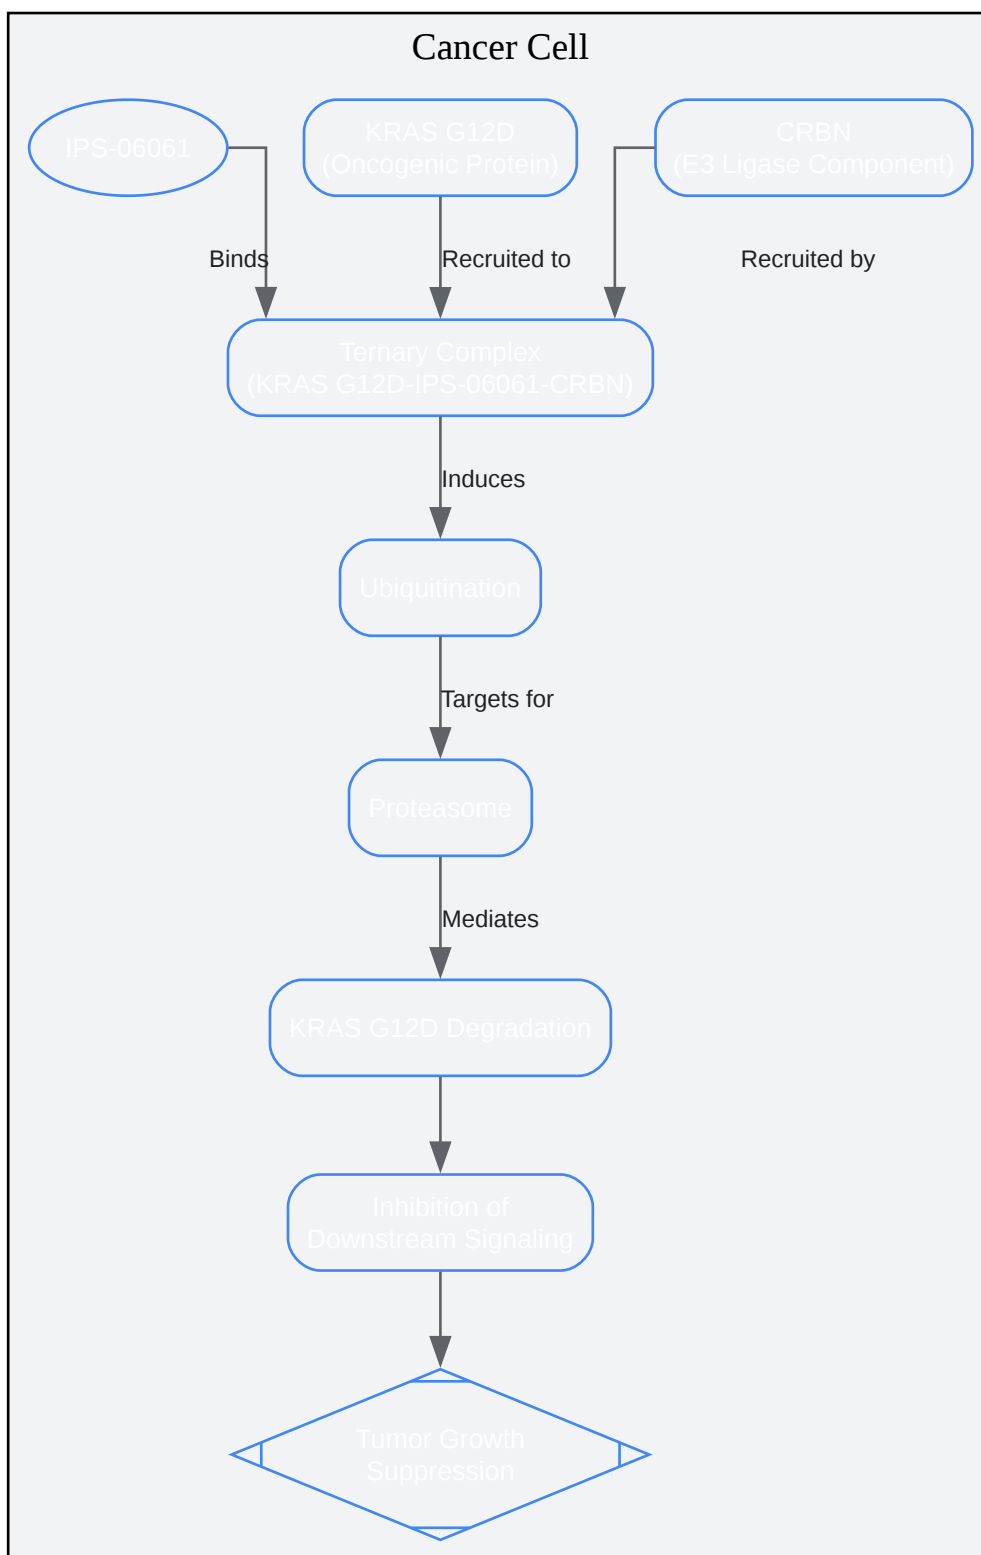 Cancer Cell
IPS-06061
KRAS G12D
(Oncogenic Protein)
CRBN
(E3 Ligase Component)
Binds
Recruited to
Recruited by
Ternary Complex
(KRAS G12D-IPS-06061-CRBN)
Induces
Ubiquitination
Targets for
Proteasome
Mediates
KRAS G12D Degradation
Inhibition of
Downstream Signaling
Tumor Growth
Suppression